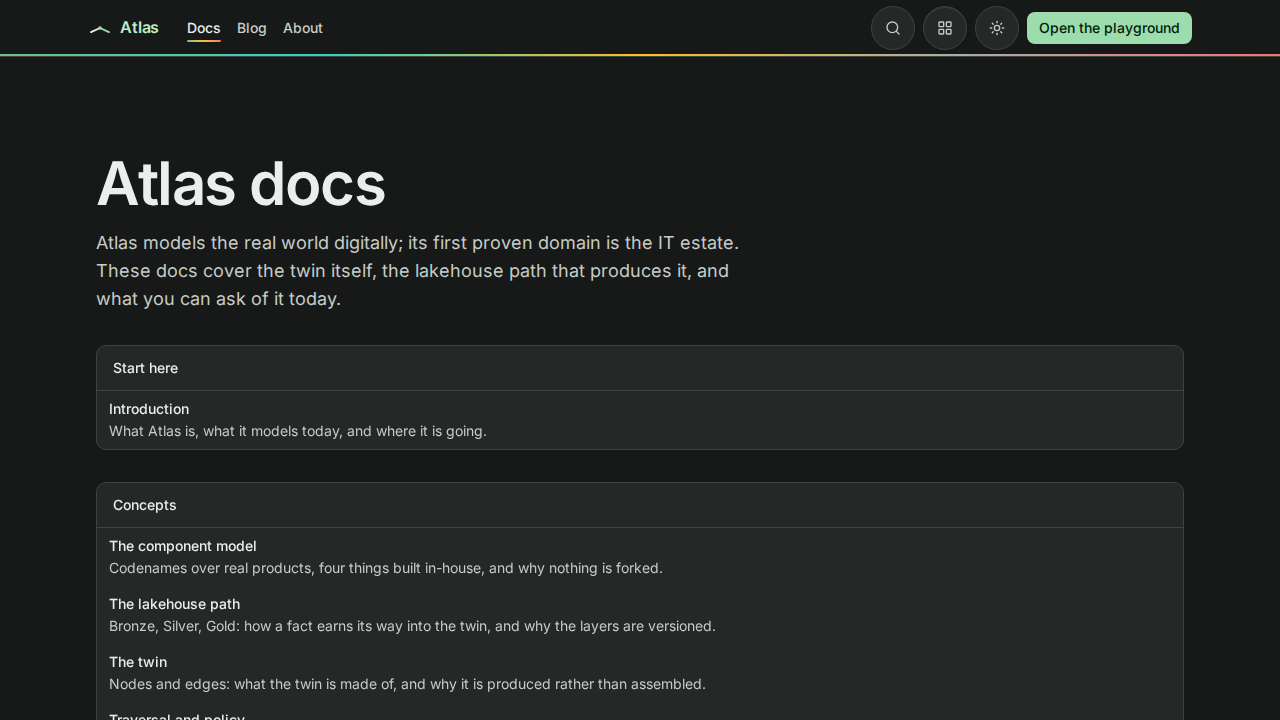 Atlas
Docs
Blog
About
Open the playground
Atlas docs
Atlas models the real world digitally; its first proven domain is the IT estate.
These docs cover the twin itself, the lakehouse path that produces it, and
what you can ask of it today.
Start here
Introduction
What Atlas is, what it models today, and where it is going.
Concepts
The component model
Codenames over real products, four things built in-house, and why nothing is forked.
The lakehouse path
Bronze, Silver, Gold: how a fact earns its way into the twin, and why the layers are versioned.
The twin
Nodes and edges: what the twin is made of, and why it is produced rather than assembled.
Traversal and policy